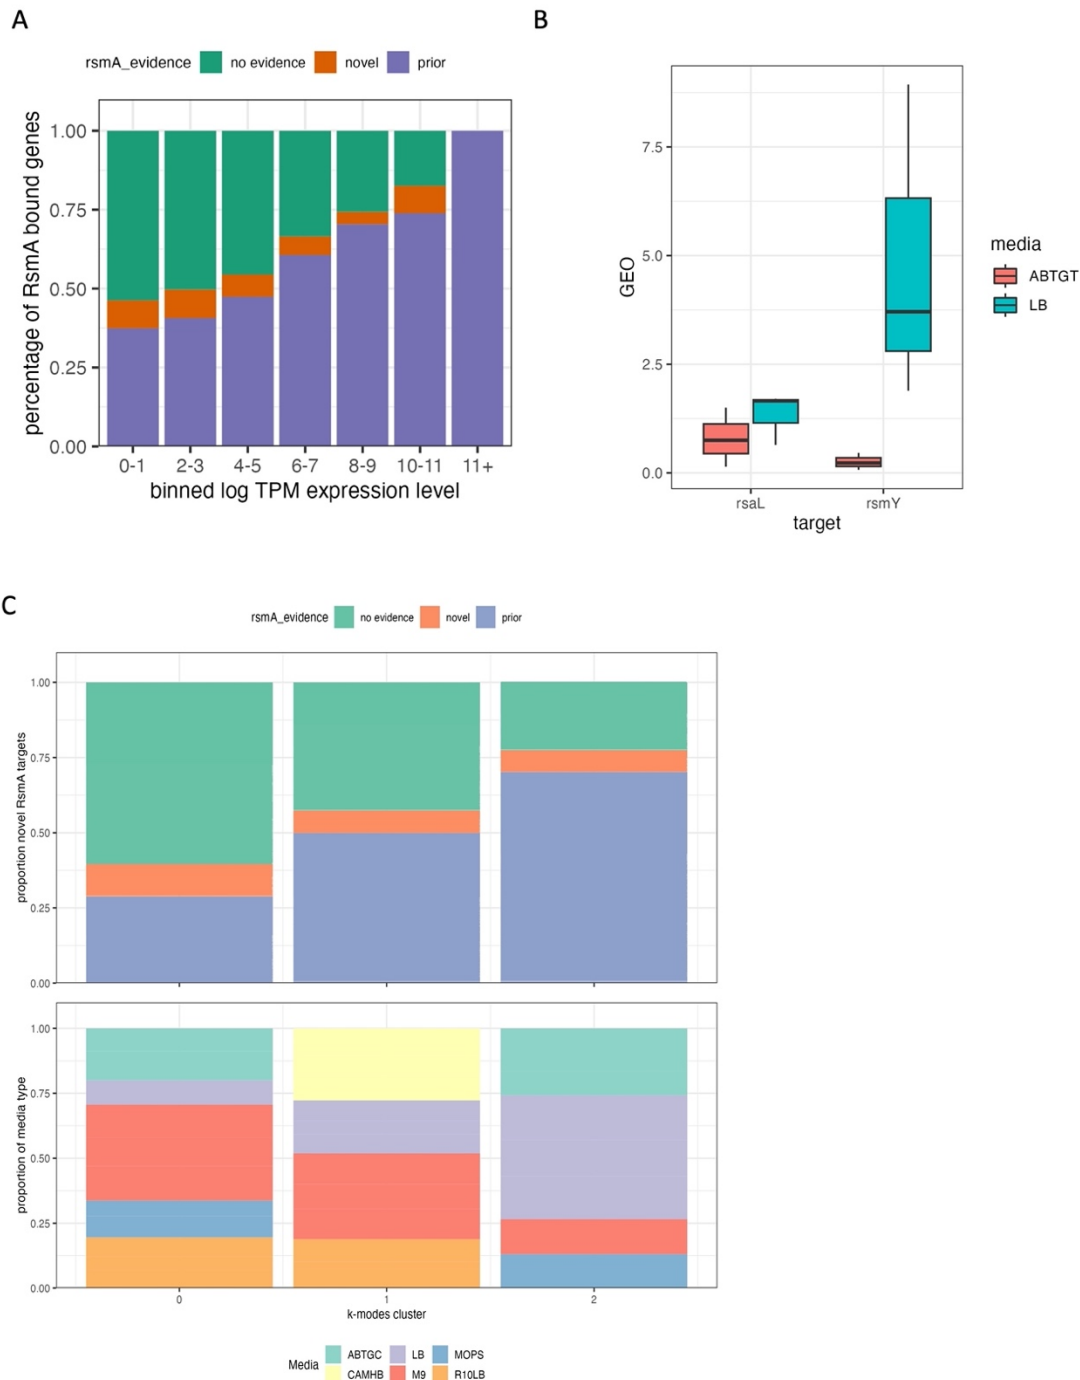 A
rsmA_evidence no evidence novel prior
percentage of RsmA bound genes
1.00
0.75
0.50
0.25
0.00
0-1 2-3 4-5 6-7 8-9 10-11 11+
binned log TPM expression level
B
GEO
7.5
5.0
2.5
0.0
rsaL rsmY
target
media
ABTGT
LB
C
rsmA_evidence no evidence novel prior
proportion novel RsmA targets
1.00
0.75
0.50
0.25
0.00
proportion of media type
1.00
0.75
0.50
0.25
0.00
0 1 2
k-modes cluster
Media
ABTGC LB MOPS
CAMHB M9 R10LB